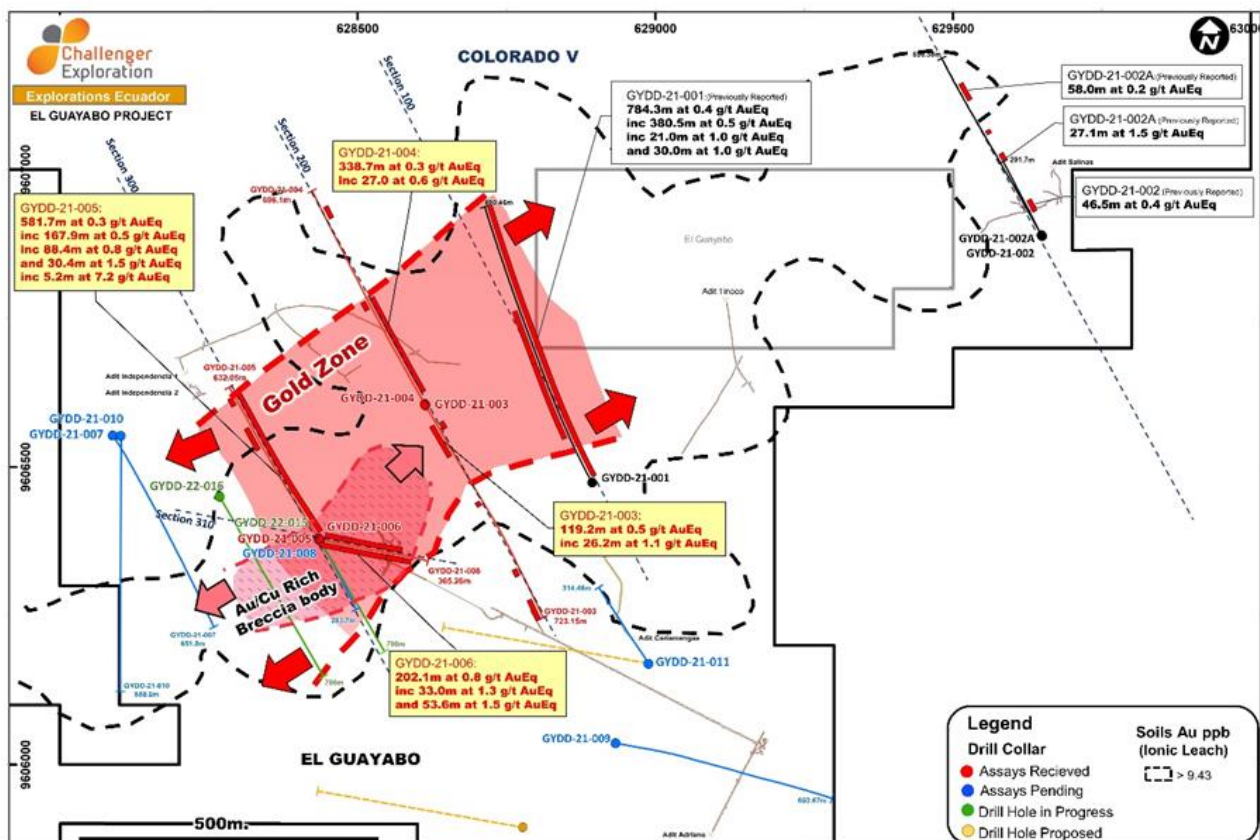 628500
629000
629500
63000
Challenger
Exploration
Explorations Ecuador
EL GUAYABO PROJECT
COLORADO V
N
9607000
9606500
9606000
Section 100
Section 200
Section 300
Section 310
GYDD-21-001:(Previously Reported)
784.3m at 0.4 g/t AuEq
inc 380.5m at 0.5 g/t AuEq
inc 21.0m at 1.0 g/t AuEq
and 30.0m at 1.0 g/t AuEq
GYDD-21-002A (Previously Reported)
58.0m at 0.2 g/t AuEq
GYDD-21-002A (Previously Reported)
27.1m at 1.5 g/t AuEq
GYDD-21-002 (Previously Reported)
46.5m at 0.4 g/t AuEq
291.7m
Adit Salinas
GYDD-21-002A
GYDD-21-002
GYDD-21-004:
338.7m at 0.3 g/t AuEq
Inc 27.0 at 0.6 g/t AuEq
GYDD-21-005:
581.7m at 0.3 g/t AuEq
inc 167.9m at 0.5 g/t AuEq
inc 88.4m at 0.8 g/t AuEq
and 30.4m at 1.5 g/t AuEq
inc 5.2m at 7.2 g/t AuEq
GYDD-21-004
El Guayabo
Adit Tinoco
Gold Zone
GYDD-21-005
632.05m
Adit Independencia 1
Adit Independencia 2
GYDD-21-004
GYDD-21-003
GYDD-21-010
GYDD-21-007
GYDD-21-001
GYDD-22-016
GYDD-21-006
GYDD-21-005
GYDD-21-008
GYDD-21-003:
119.2m at 0.5 g/t AuEq
inc 26.2m at 1.1 g/t AuEq
Au/Cu Rich
Breccia body
GYDD-21-003
723.15m
GYDD-21-007
GYDD-21-010
GYDD-21-011
GYDD-21-006:
202.1m at 0.8 g/t AuEq
inc 33.0m at 1.3 g/t AuEq
and 53.6m at 1.5 g/t AuEq
GYDD-21-009
EL GUAYABO
Adit Adriano
500m.
Legend
Drill Collar
Assays Recieved
Assays Pending
Drill Hole in Progress
Drill Hole Proposed
Soils Au ppb
(Ionic Leach)
> 9.43